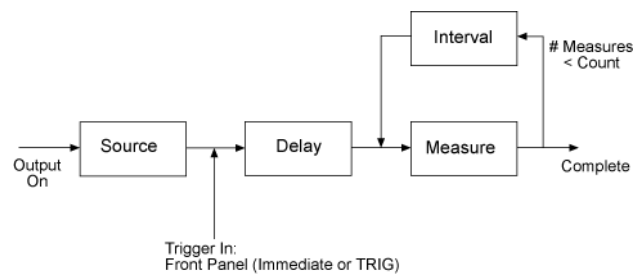 Interval
# Measures
< Count
Source
Delay
Measure
Output
On
Complete
Trigger In:
Front Panel (Immediate or TRIG)